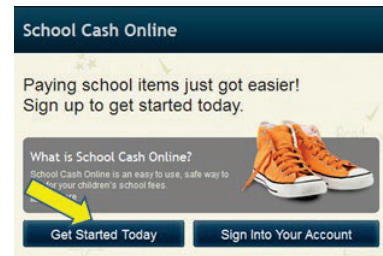 School Cash Online
Paying school items just got easier!
Sign up to get started today.
What is School Cash Online?
School Cash Online is an easy to use, safe way to
for your children's school fees.
Get Started Today
Sign Into Your Account